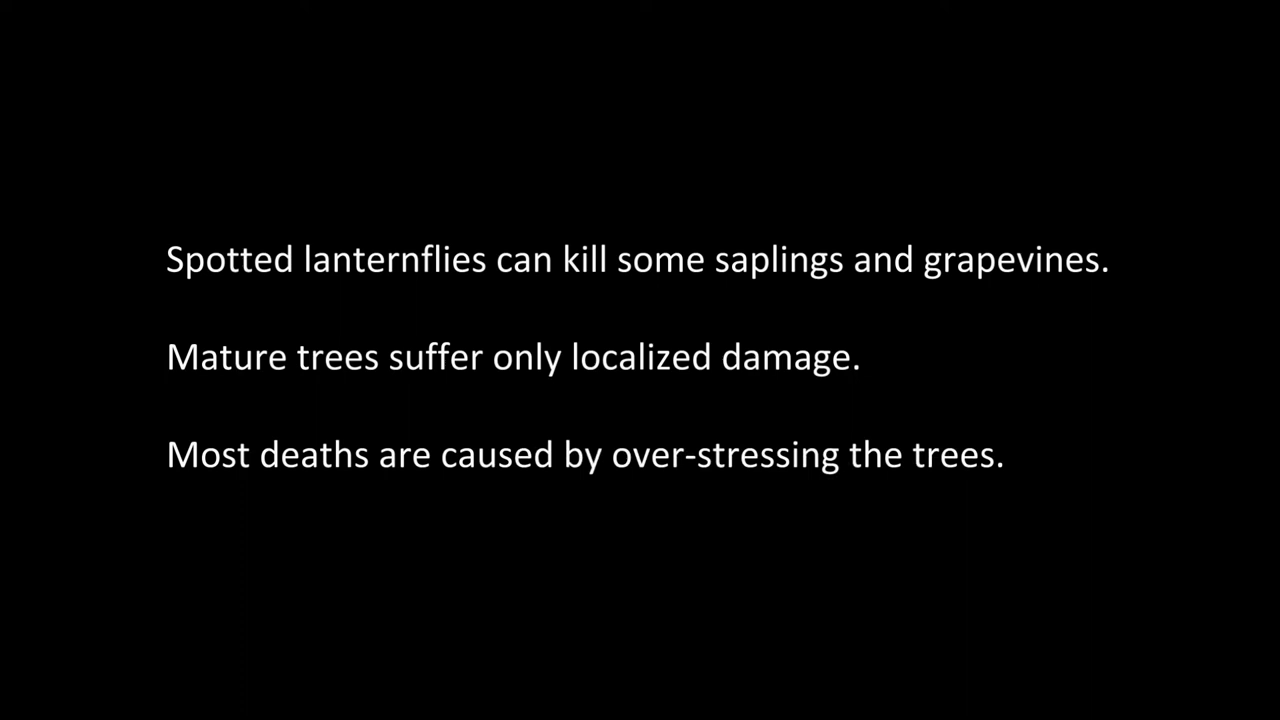 Spotted lanternflies can kill some saplings and grapevines.
Mature trees suffer only localized damage.
Most deaths are caused by over-stressing the trees.